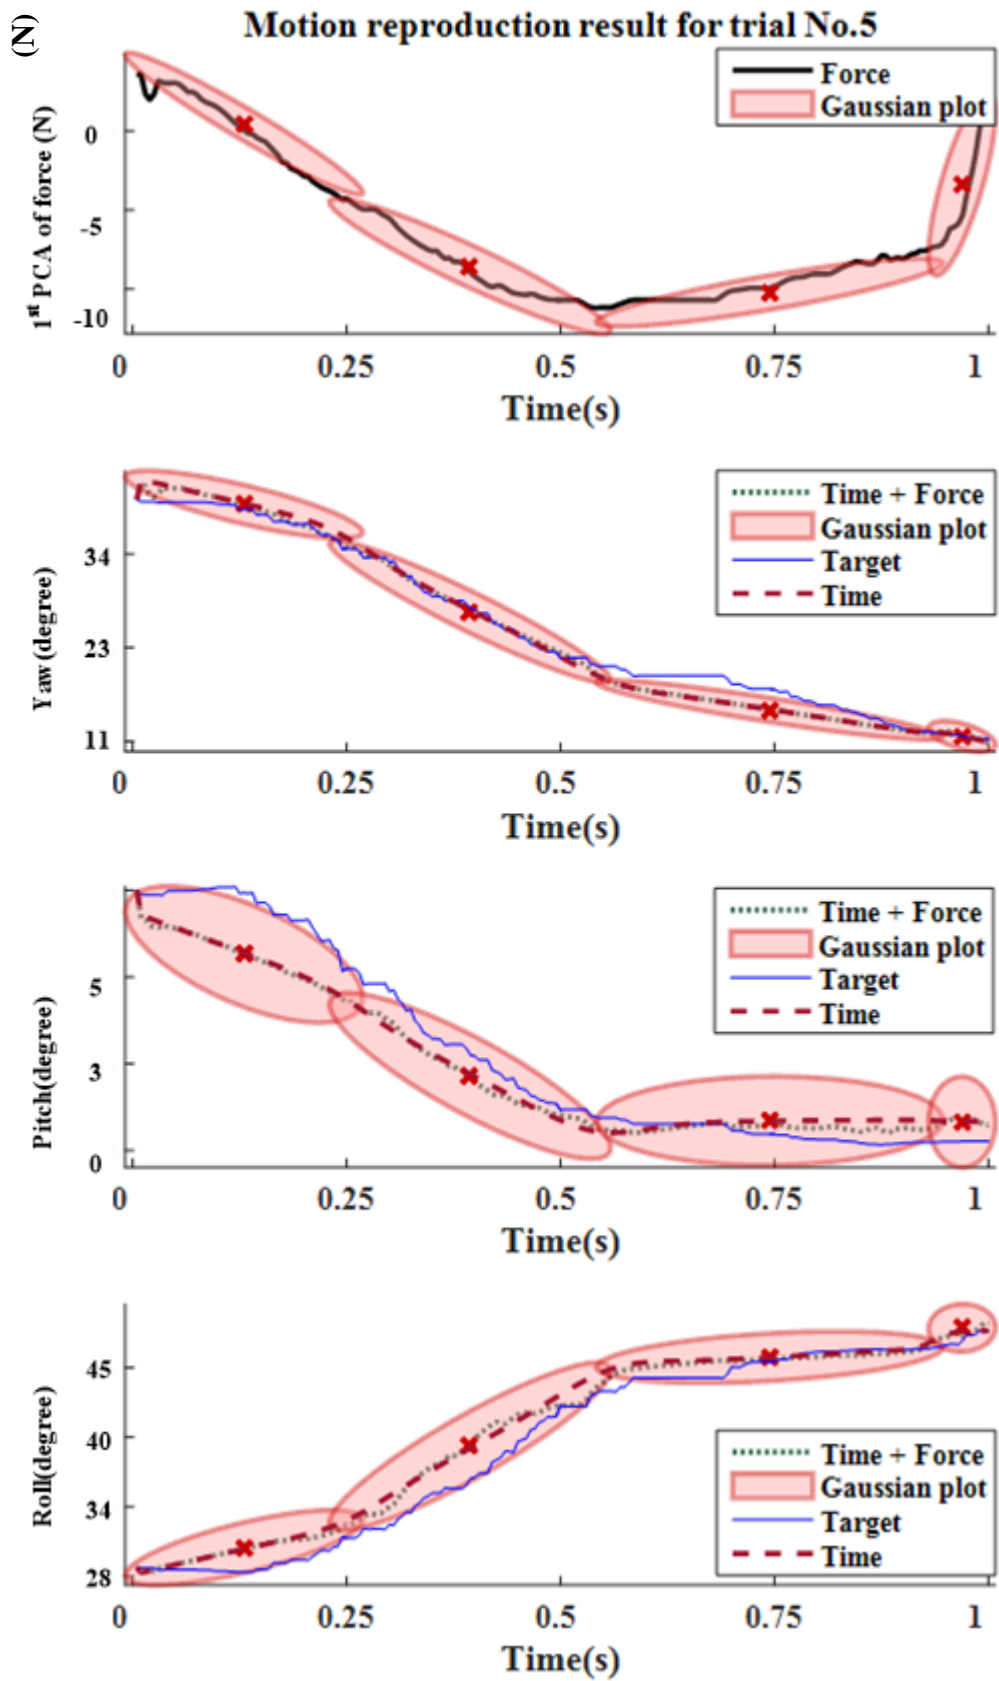 (N)
Motion reproduction result for trial No.5
Force
Gaussian plot
1st PCA of force (N)
0
-5
-10
0 0.25 0.5 0.75 1
Time(s)
Time + Force
Gaussian plot
Target
Time
Yaw (degree)
34
23
11
0 0.25 0.5 0.75 1
Time(s)
Time + Force
Gaussian plot
Target
Time
Pitch(degree)
5
3
0
0 0.25 0.5 0.75 1
Time(s)
Roll(degree)
45
40
34
28
Time + Force
Gaussian plot
Target
Time
0 0.25 0.5 0.75 1
Time(s)